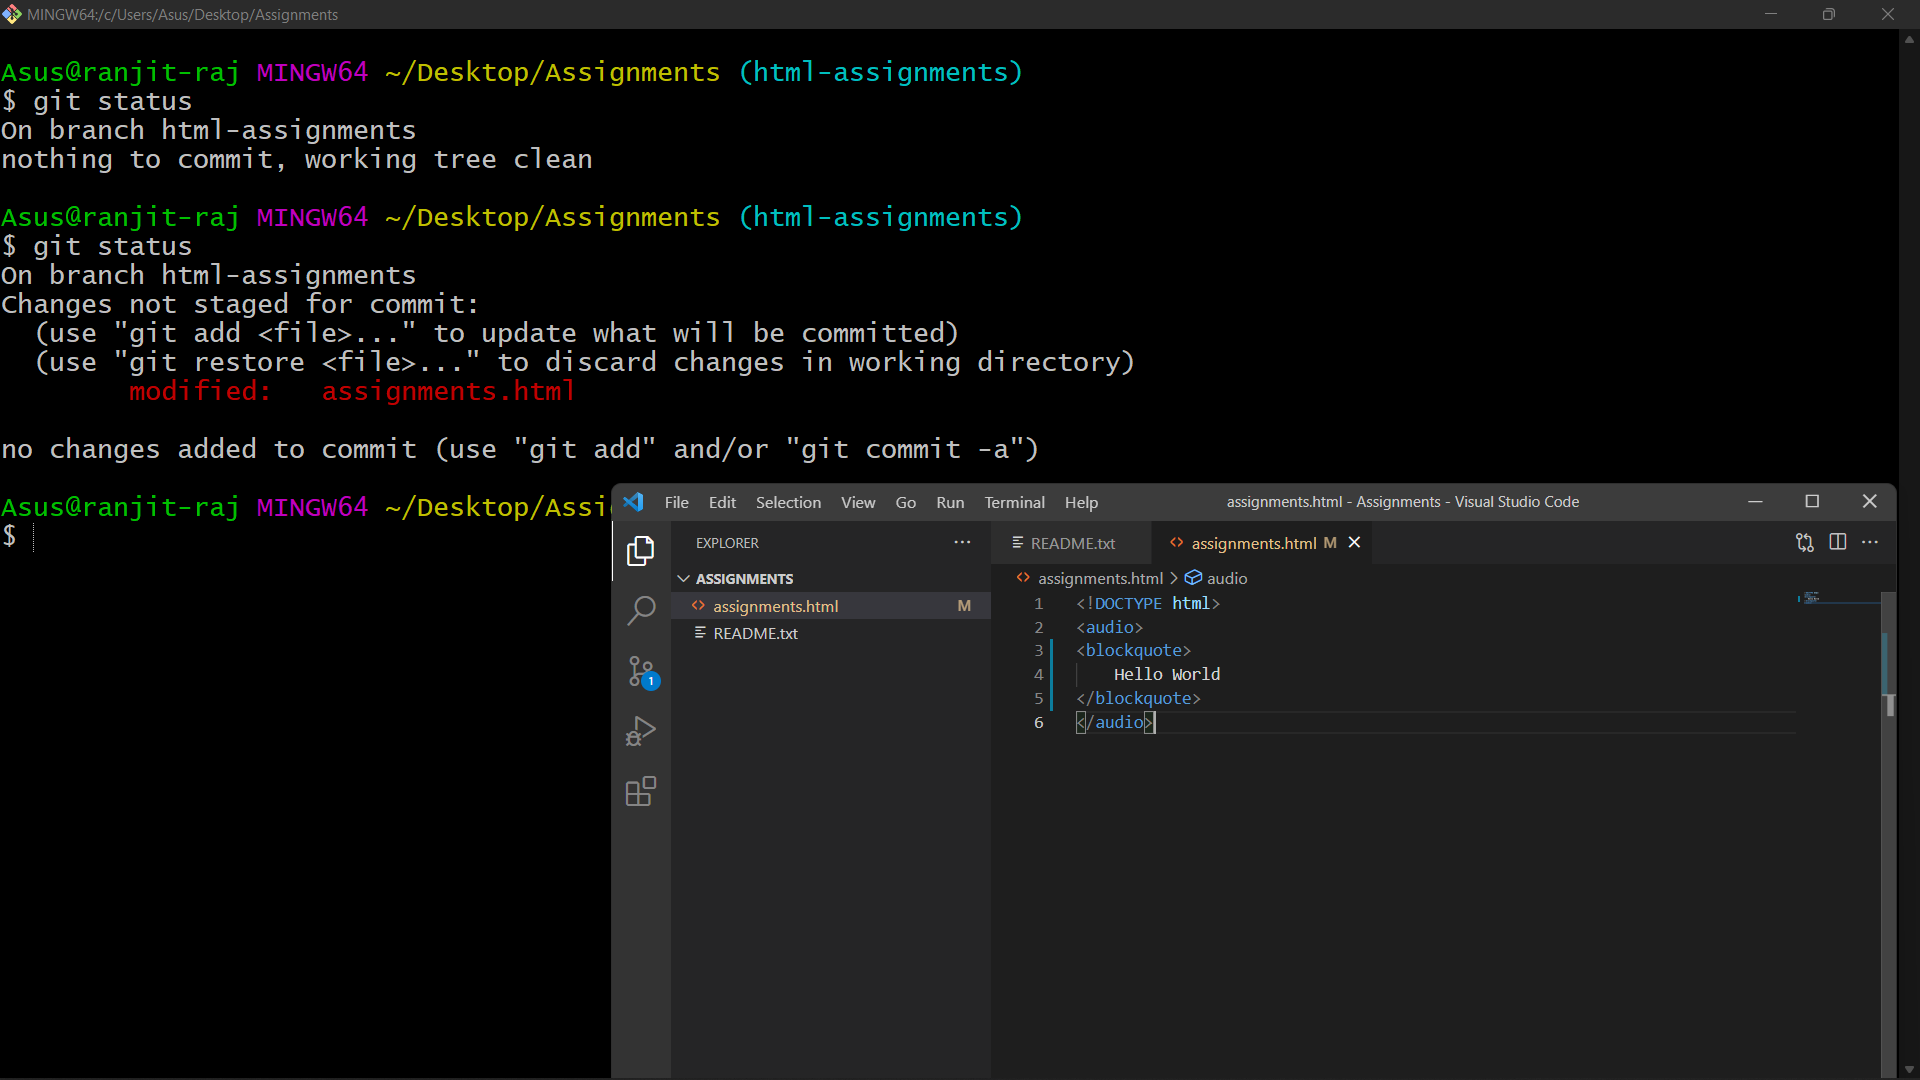 MINGW64:/c/Users/Asus/Desktop/Assignments
Asus@ranjit-raj MINGW64 ~/Desktop/Assignments (html-assignments)
$ git status
On branch html-assignments
nothing to commit, working tree clean
Asus@ranjit-raj MINGW64 ~/Desktop/Assignments (html-assignments)
$ git status
On branch html-assignments
Changes not staged for commit:
  (use "git add <file>..." to update what will be committed)
  (use "git restore <file>..." to discard changes in working directory)
        modified:   assignments.html
no changes added to commit (use "git add" and/or "git commit -a")
Asus@ranjit-raj MINGW64 ~/Desktop/Assi
$
File Edit Selection View Go Run Terminal Help assignments.html - Assignments - Visual Studio Code
EXPLORER
ASSIGNMENTS
assignments.html M
README.txt
1
README.txt assignments.html M
assignments.html > audio
1 <!DOCTYPE html>
2 <audio>
3 <blockquote>
4     Hello World
5 </blockquote>
6 </audio>